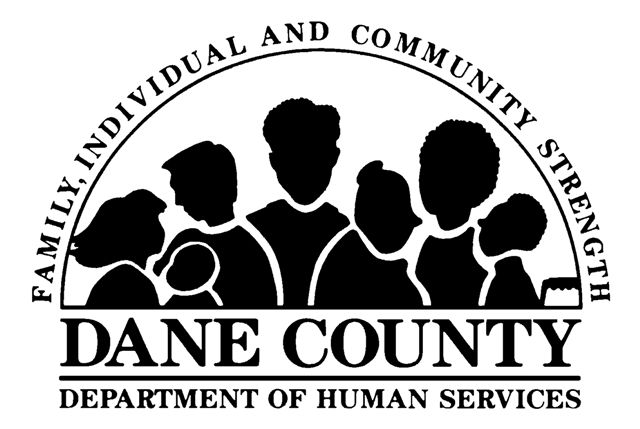 FAMILY, INDIVIDUAL AND COMMUNITY STRENGTH
DANE COUNTY
DEPARTMENT OF HUMAN SERVICES